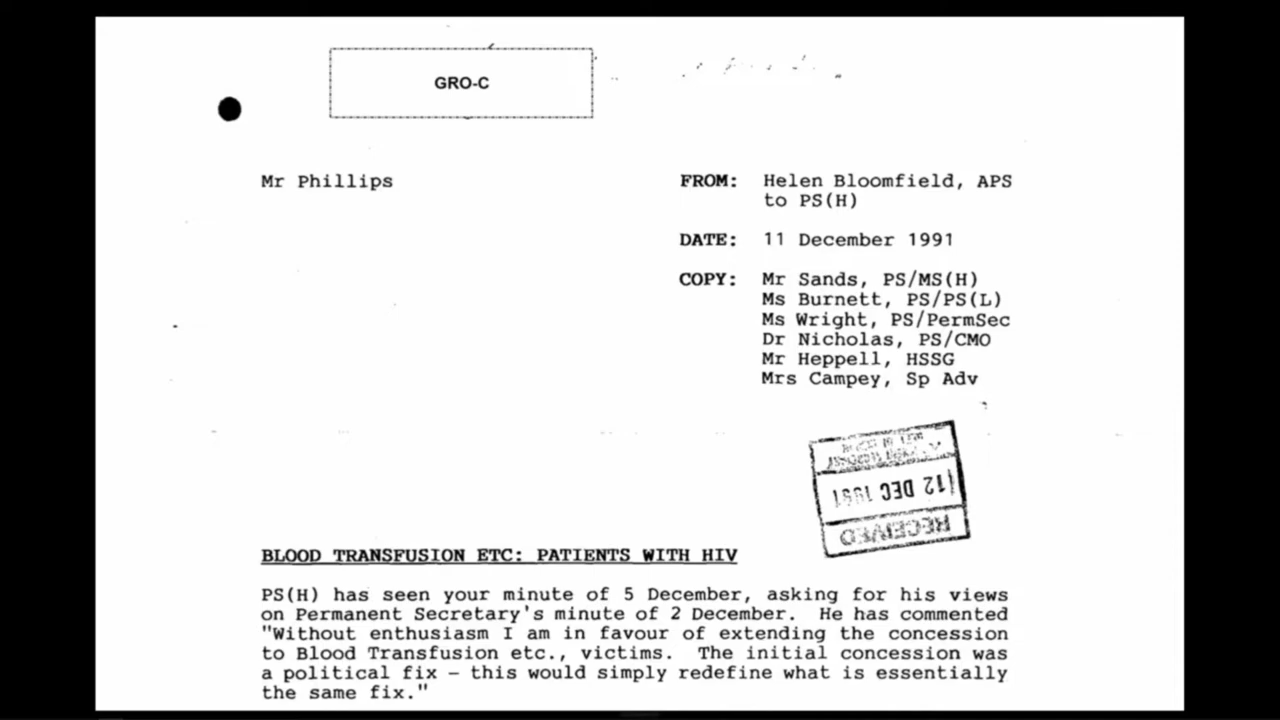 GRO-C
Mr Phillips
FROM: Helen Bloomfield, APS
to PS(H)
DATE: 11 December 1991
COPY: Mr Sands, PS/MS(H)
Ms Burnett, PS/PS(L)
Ms Wright, PS/PermSec
Dr Nicholas, PS/CMO
Mr Heppell, HSSG
Mrs Campey, Sp Adv
12 DEC 1991
RECEIVED
BLOOD TRANSFUSION ETC: PATIENTS WITH HIV
PS(H) has seen your minute of 5 December, asking for his views
on Permanent Secretary's minute of 2 December. He has commented
"Without enthusiasm I am in favour of extending the concession
to Blood Transfusion etc., victims. The initial concession was
a political fix – this would simply redefine what is essentially
the same fix."